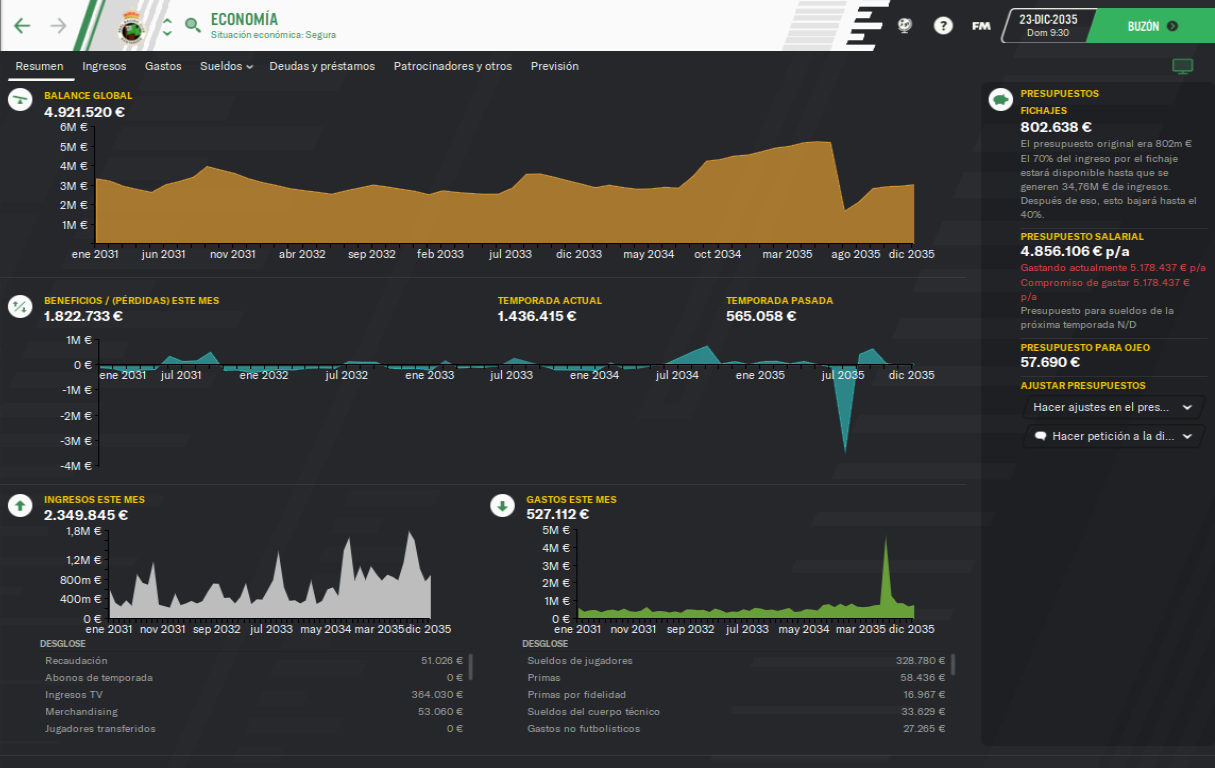 ECONOMÍA
Situación económica: Segura
FM
23-DIC-2035
Dom 9:30
BUZÓN
Resumen
Ingresos
Gastos
Sueldos
Deudas y préstamos
Patrocinadores y otros
Previsión
BALANCE GLOBAL
4.921.520 €
6M €
5M €
4M €
3M €
2M €
1M €
ene 2031 jun 2031 nov 2031 abr 2032 sep 2032 feb 2033 jul 2033 dic 2033 may 2034 oct 2034 mar 2035 ago 2035 dic 2035
BENEFICIOS / (PÉRDIDAS) ESTE MES
1.822.733 €
TEMPORADA ACTUAL
1.436.415 €
TEMPORADA PASADA
565.058 €
1M €
0 €
-1M €
-2M €
-3M €
-4M €
ene 2031 jul 2031 ene 2032 jul 2032 ene 2033 jul 2033 ene 2034 jul 2034 ene 2035 jul 2035 dic 2035
INGRESOS ESTE MES
2.349.845 €
1,8M €
1,2M €
800m €
400m €
0 €
ene 2031 nov 2031 sep 2032 jul 2033 may 2034 mar 2035 dic 2035
DESGLOSE
Recaudación 51.026 €
Abonos de temporada 0 €
Ingresos TV 364.030 €
Merchandising 53.060 €
Jugadores transferidos 0 €
GASTOS ESTE MES
527.112 €
5M €
4M €
3M €
2M €
1M €
0 €
ene 2031 nov 2031 sep 2032 jul 2033 may 2034 mar 2035 dic 2035
DESGLOSE
Sueldos de jugadores 328.780 €
Primas 58.436 €
Primas por fidelidad 16.967 €
Sueldos del cuerpo técnico 33.629 €
Gastos no futbolísticos 27.265 €
PRESUPUESTOS
FICHAJES
802.638 €
El presupuesto original era 802m €
El 70% del ingreso por el fichaje
estará disponible hasta que se
generen 34,76M € de ingresos.
Después de eso, esto bajará hasta el
40%.
PRESUPUESTO SALARIAL
4.856.106 € p/a
Gastando actualmente 5.178.437 € p/a
Compromiso de gastar 5.178.437 €
p/a
Presupuesto para sueldos de la
próxima temporada N/D
PRESUPUESTO PARA OJEO
57.690 €
AJUSTAR PRESUPUESTOS
Hacer ajustes en el pres...
Hacer petición a la di...